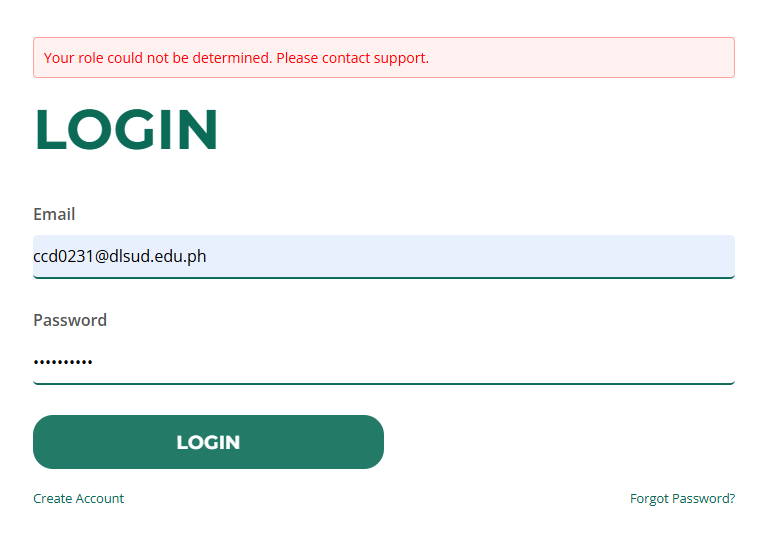 Your role could not be determined. Please contact support.
LOGIN
Email
ccd0231@dlsud.edu.ph
Password
••••••••••
LOGIN
Create Account
Forgot Password?